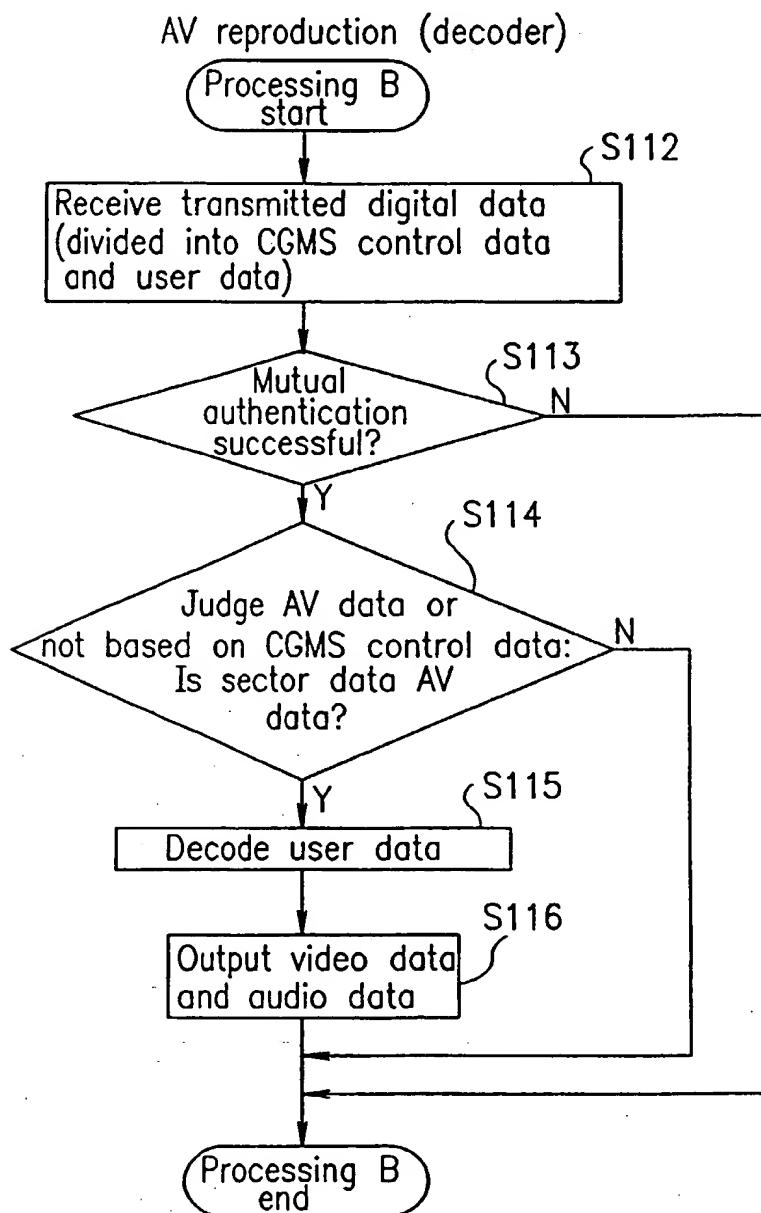 AV reproduction (decoder)
Processing B
start
S112
Receive transmitted digital data
(divided into CGMS control data
and user data)
S113
Mutual
authentication
successful?
N
Y
S114
Judge AV data or
not based on CGMS control data:
Is sector data AV
data?
N
Y
S115
Decode user data
S116
Output video data
and audio data
Processing B
end